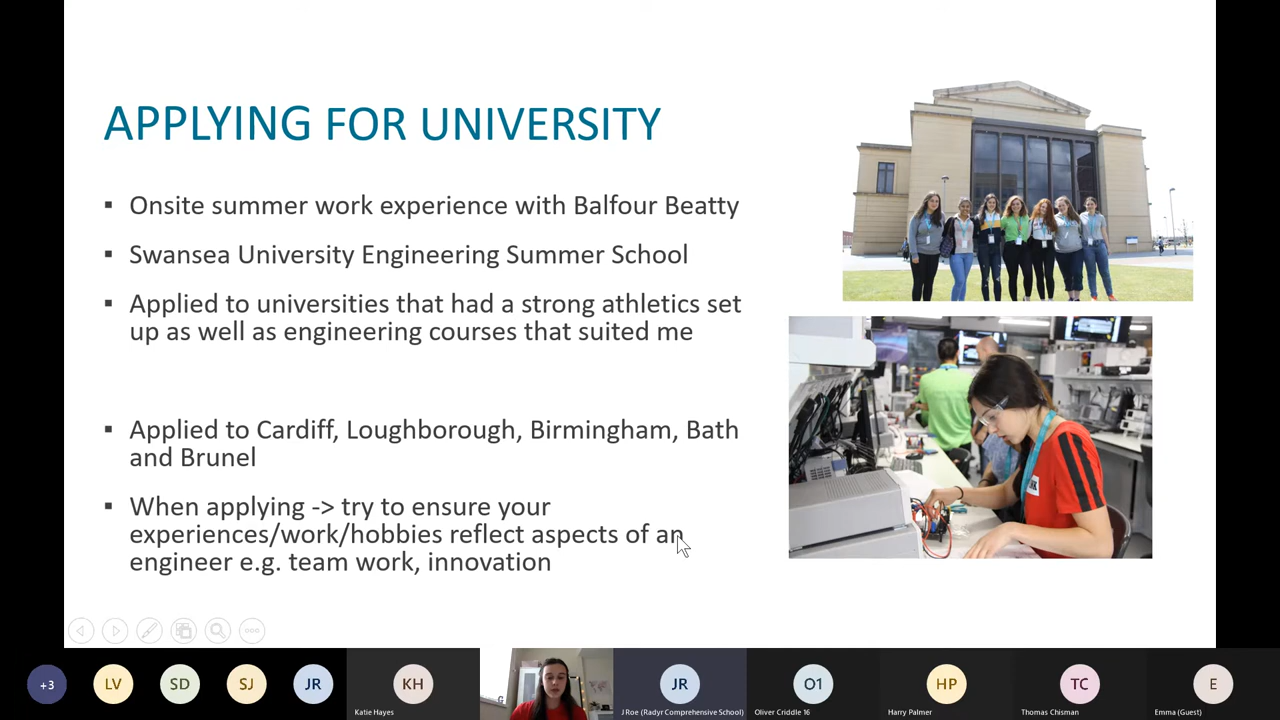 APPLYING FOR UNIVERSITY
▪ Onsite summer work experience with Balfour Beatty
▪ Swansea University Engineering Summer School
▪ Applied to universities that had a strong athletics set
up as well as engineering courses that suited me
▪ Applied to Cardiff, Loughborough, Birmingham, Bath
and Brunel
▪ When applying -> try to ensure your
experiences/work/hobbies reflect aspects of an
engineer e.g. team work, innovation
+3
LV
SD
SJ
JR
KH
Katie Hayes
JR
J Roe (Radyr Comprehensive School)
O1
Oliver Criddle 16
HP
Harry Palmer
TC
Thomas Chisman
E
Emma (Guest)